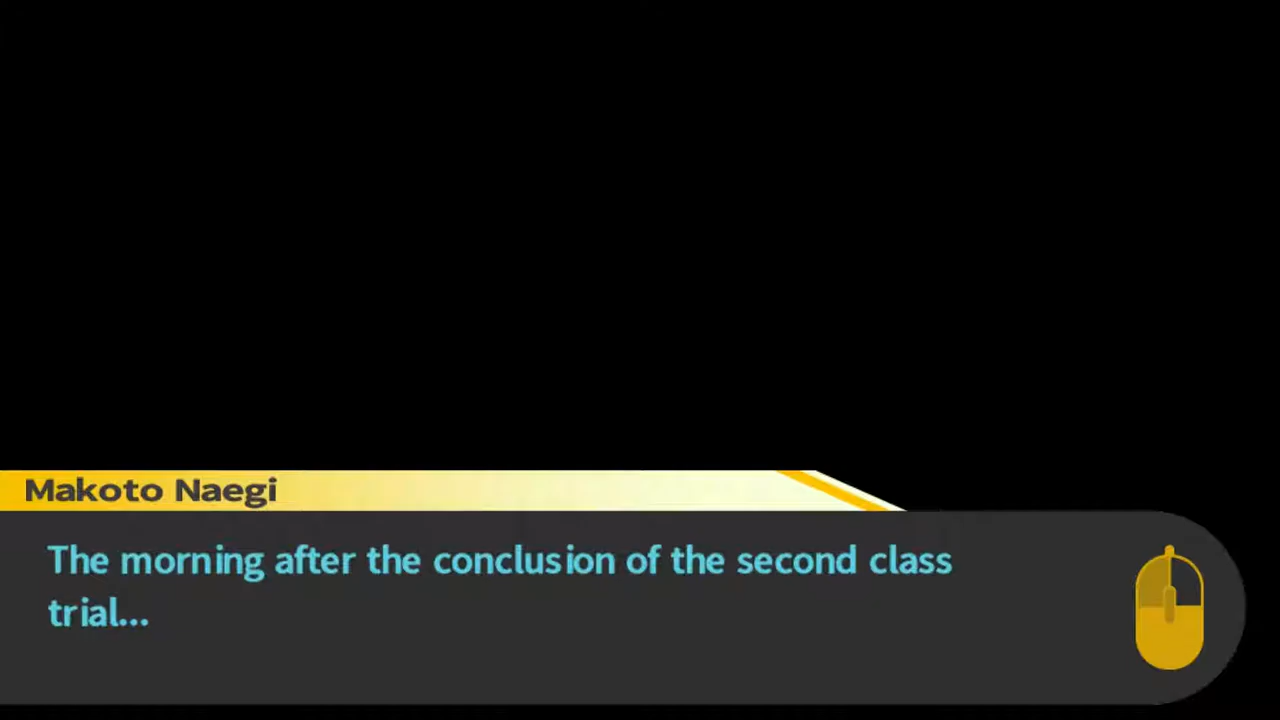 Makoto Naegi
The morning after the conclusion of the second class
trial...